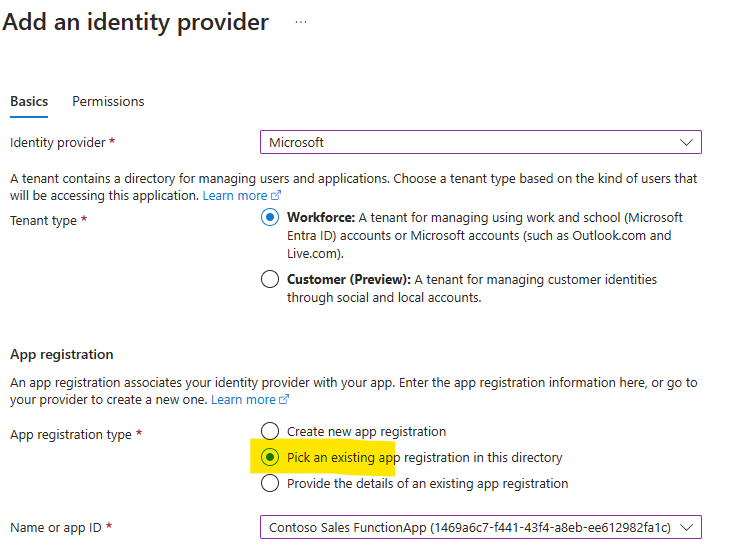 Add an identity provider ...
Basics Permissions
Identity provider * Microsoft
A tenant contains a directory for managing users and applications. Choose a tenant type based on the kind of users that
will be accessing this application. Learn more
Tenant type *
Workforce: A tenant for managing using work and school (Microsoft
Entra ID) accounts or Microsoft accounts (such as Outlook.com and
Live.com).
Customer (Preview): A tenant for managing customer identities
through social and local accounts.
App registration
An app registration associates your identity provider with your app. Enter the app registration information here, or go to
your provider to create a new one. Learn more
App registration type *
Create new app registration
Pick an existing app registration in this directory
Provide the details of an existing app registration
Name or app ID * Contoso Sales FunctionApp (1469a6c7-f441-43f4-a8eb-ee612982fa1c)